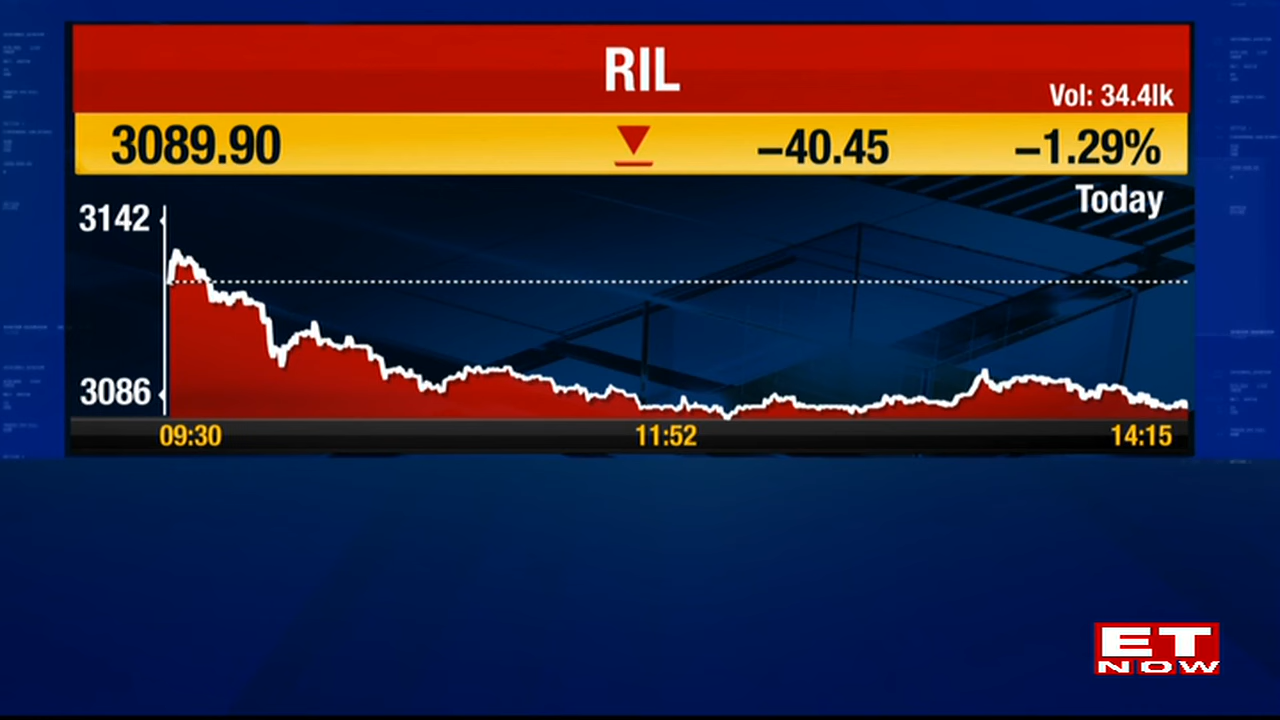 RIL
Vol: 34.4lk
3089.90 −40.45 −1.29%
Today
3142
3086
09:30 11:52 14:15
ET
NOW